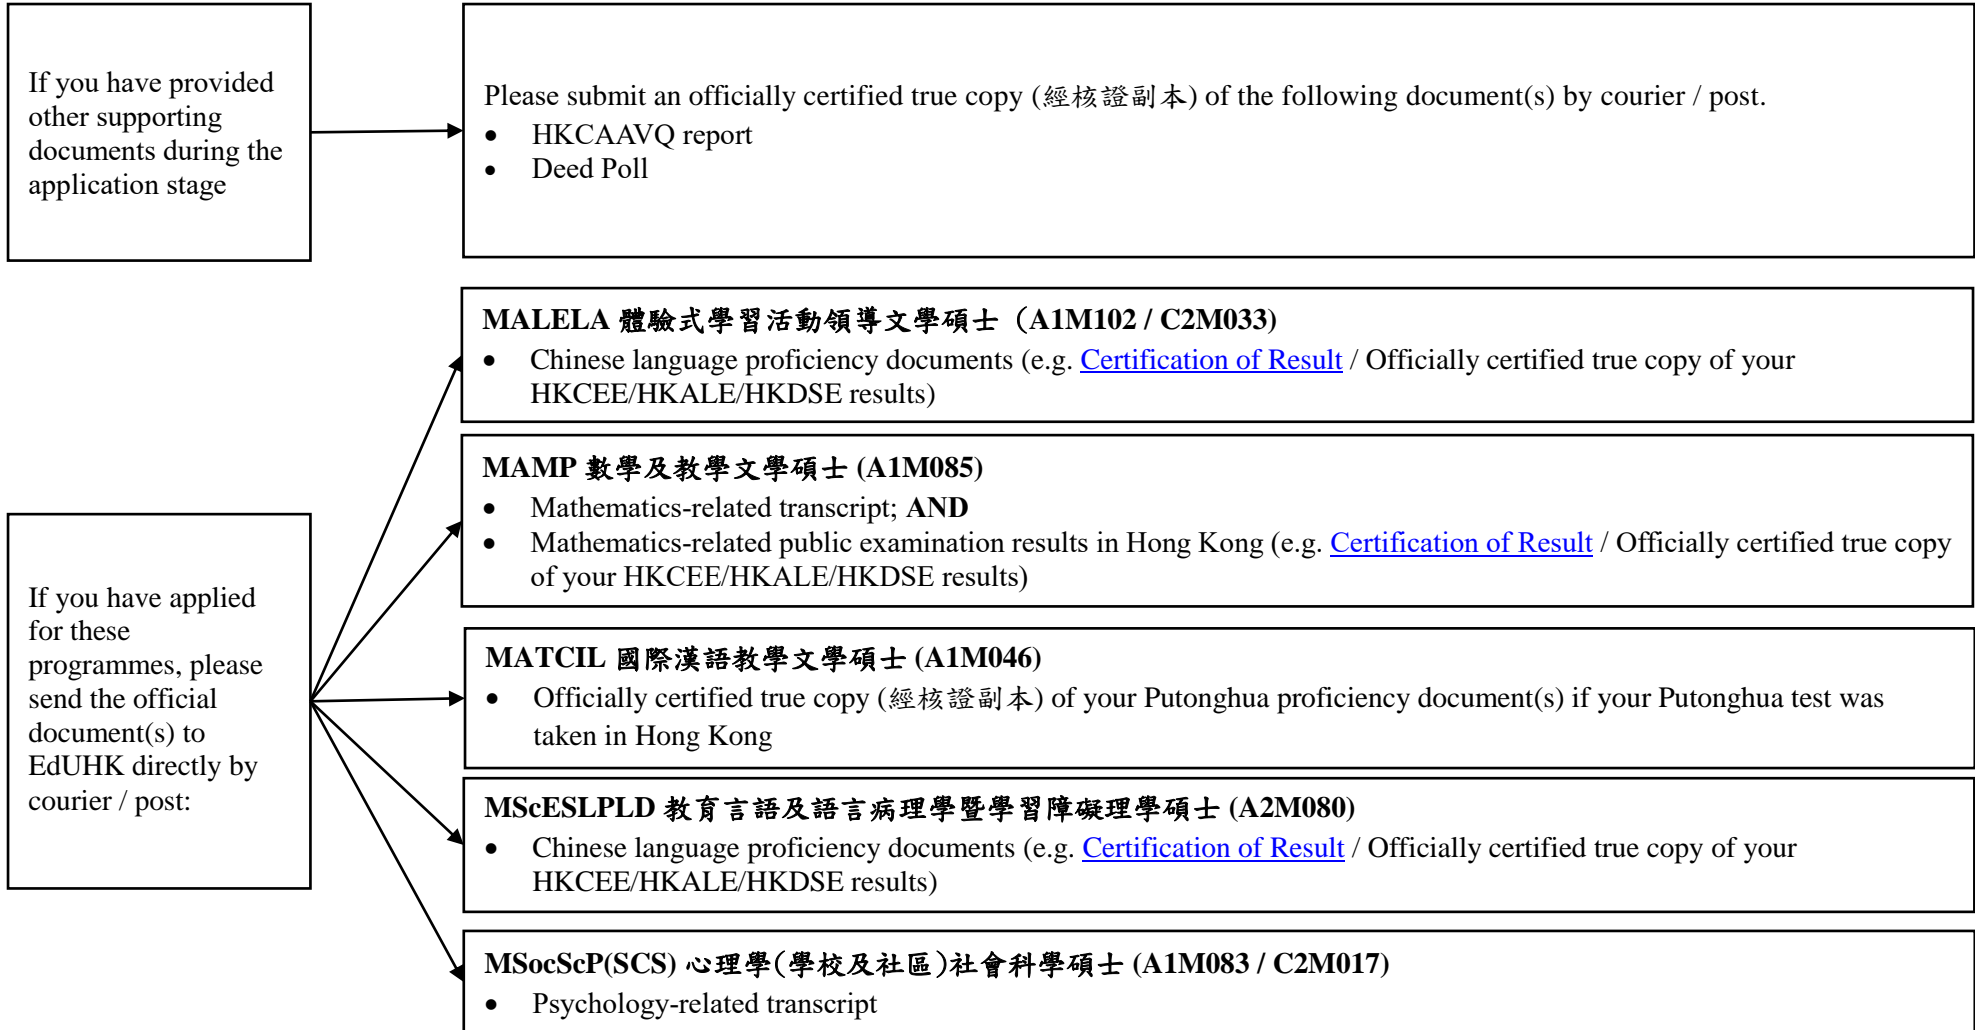 If you have provided
other supporting
documents during the
application stage
Please submit an officially certified true copy (經核證副本) of the following document(s) by courier / post.
• HKCAAVQ report
• Deed Poll
If you have applied
for these
programmes, please
send the official
document(s) to
EdUHK directly by
courier / post:
MALELA 體驗式學習活動領導文學碩士（A1M102 / C2M033)
• Chinese language proficiency documents (e.g. Certification of Result / Officially certified true copy of your
HKCEE/HKALE/HKDSE results)
MAMP 數學及教學文學碩士 (A1M085)
• Mathematics-related transcript; AND
• Mathematics-related public examination results in Hong Kong (e.g. Certification of Result / Officially certified true copy
of your HKCEE/HKALE/HKDSE results)
MATCIL 國際漢語教學文學碩士 (A1M046)
• Officially certified true copy (經核證副本) of your Putonghua proficiency document(s) if your Putonghua test was
taken in Hong Kong
MScESLPLD 教育言語及語言病理學暨學習障礙理學碩士 (A2M080)
• Chinese language proficiency documents (e.g. Certification of Result / Officially certified true copy of your
HKCEE/HKALE/HKDSE results)
MSocScP(SCS) 心理學(學校及社區)社會科學碩士 (A1M083 / C2M017)
• Psychology-related transcript